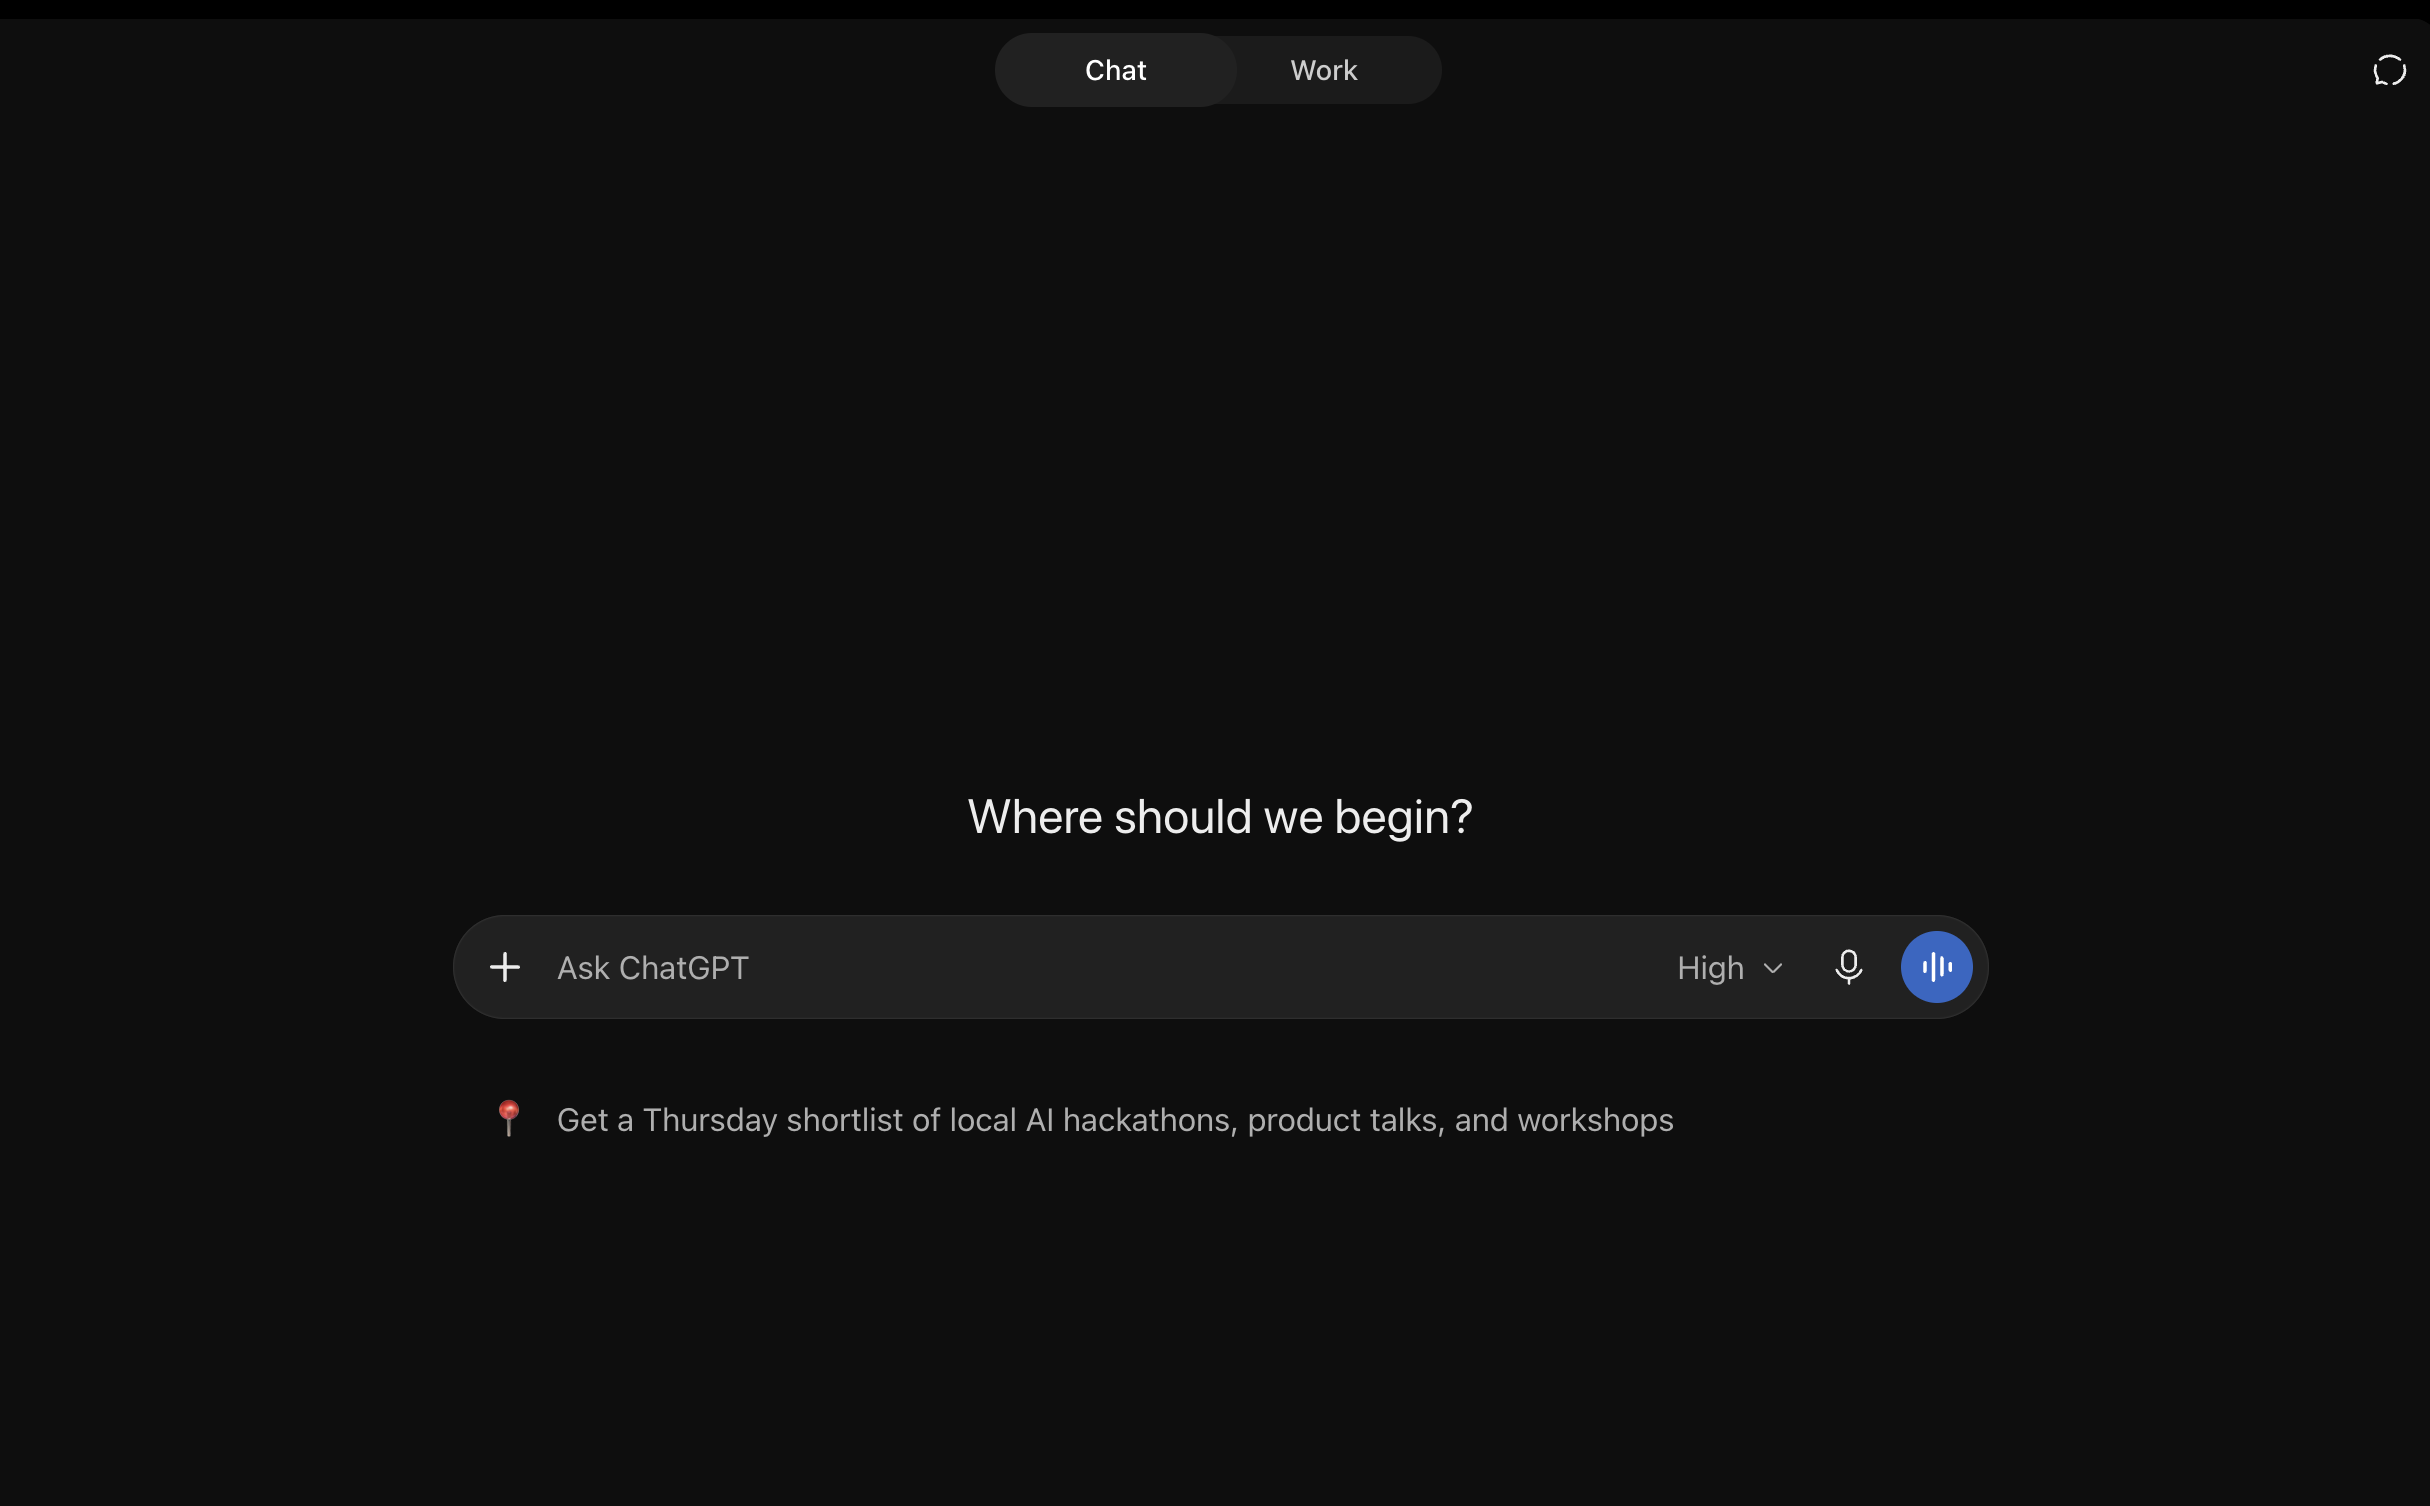 Chat
Work
Where should we begin?
Ask ChatGPT
High
Get a Thursday shortlist of local AI hackathons, product talks, and workshops